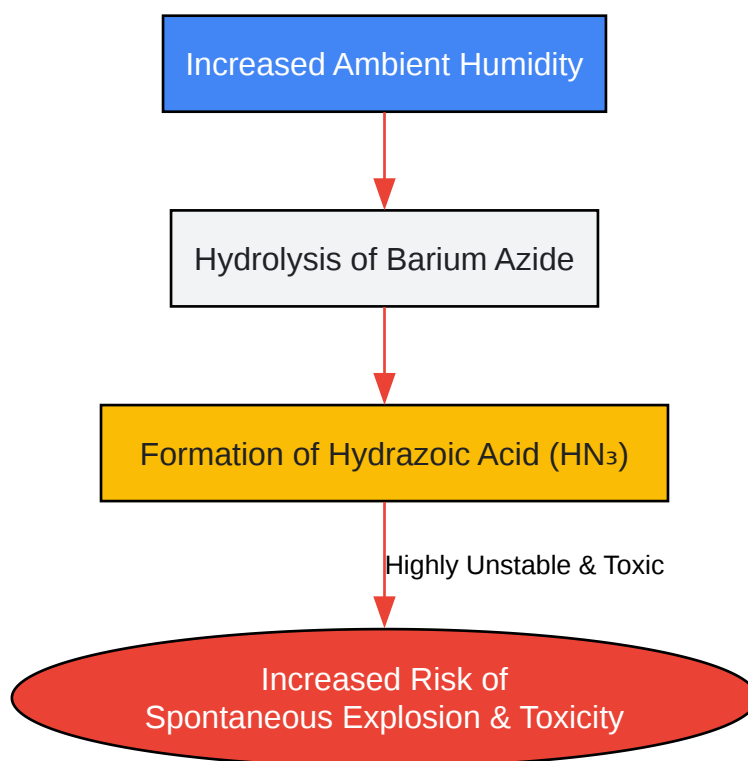 Increased Ambient Humidity
Hydrolysis of Barium Azide
Formation of Hydrazoic Acid (HN₃)
Highly Unstable & Toxic
Increased Risk of
Spontaneous Explosion & Toxicity